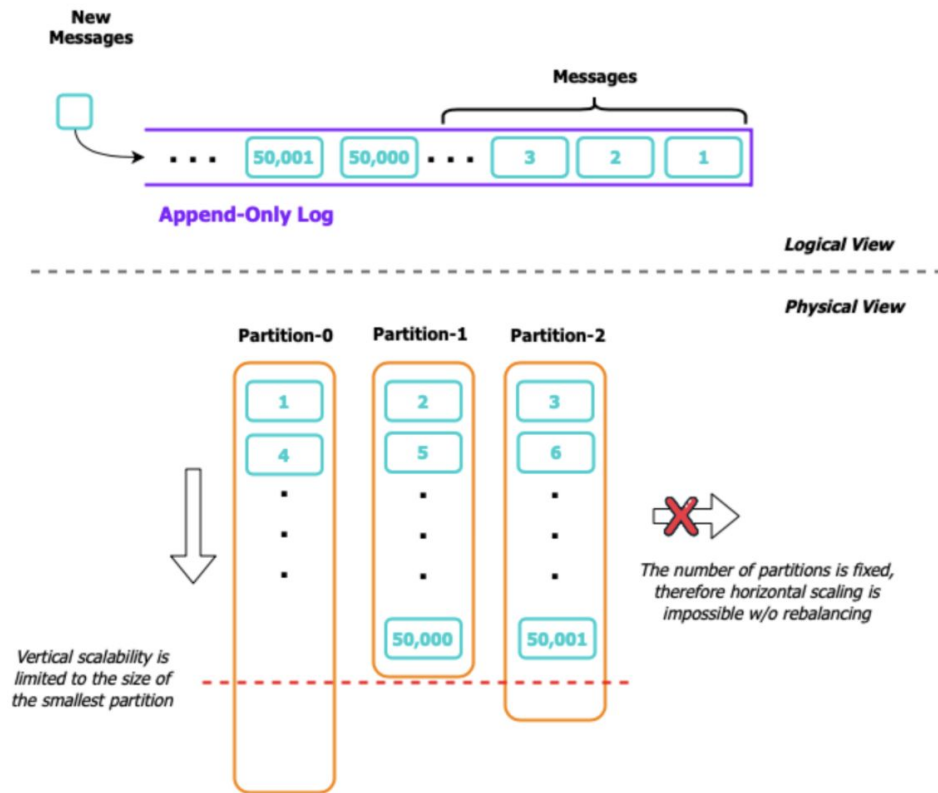 New
Messages
Messages
. . .
50,001
50,000
. . .
3
2
1
Append-Only Log
Logical View
Physical View
Partition-0
Partition-1
Partition-2
1
2
3
4
5
6
The number of partitions is fixed,
therefore horizontal scaling is
impossible w/o rebalancing
50,000
50,001
Vertical scalability is
limited to the size of
the smallest partition